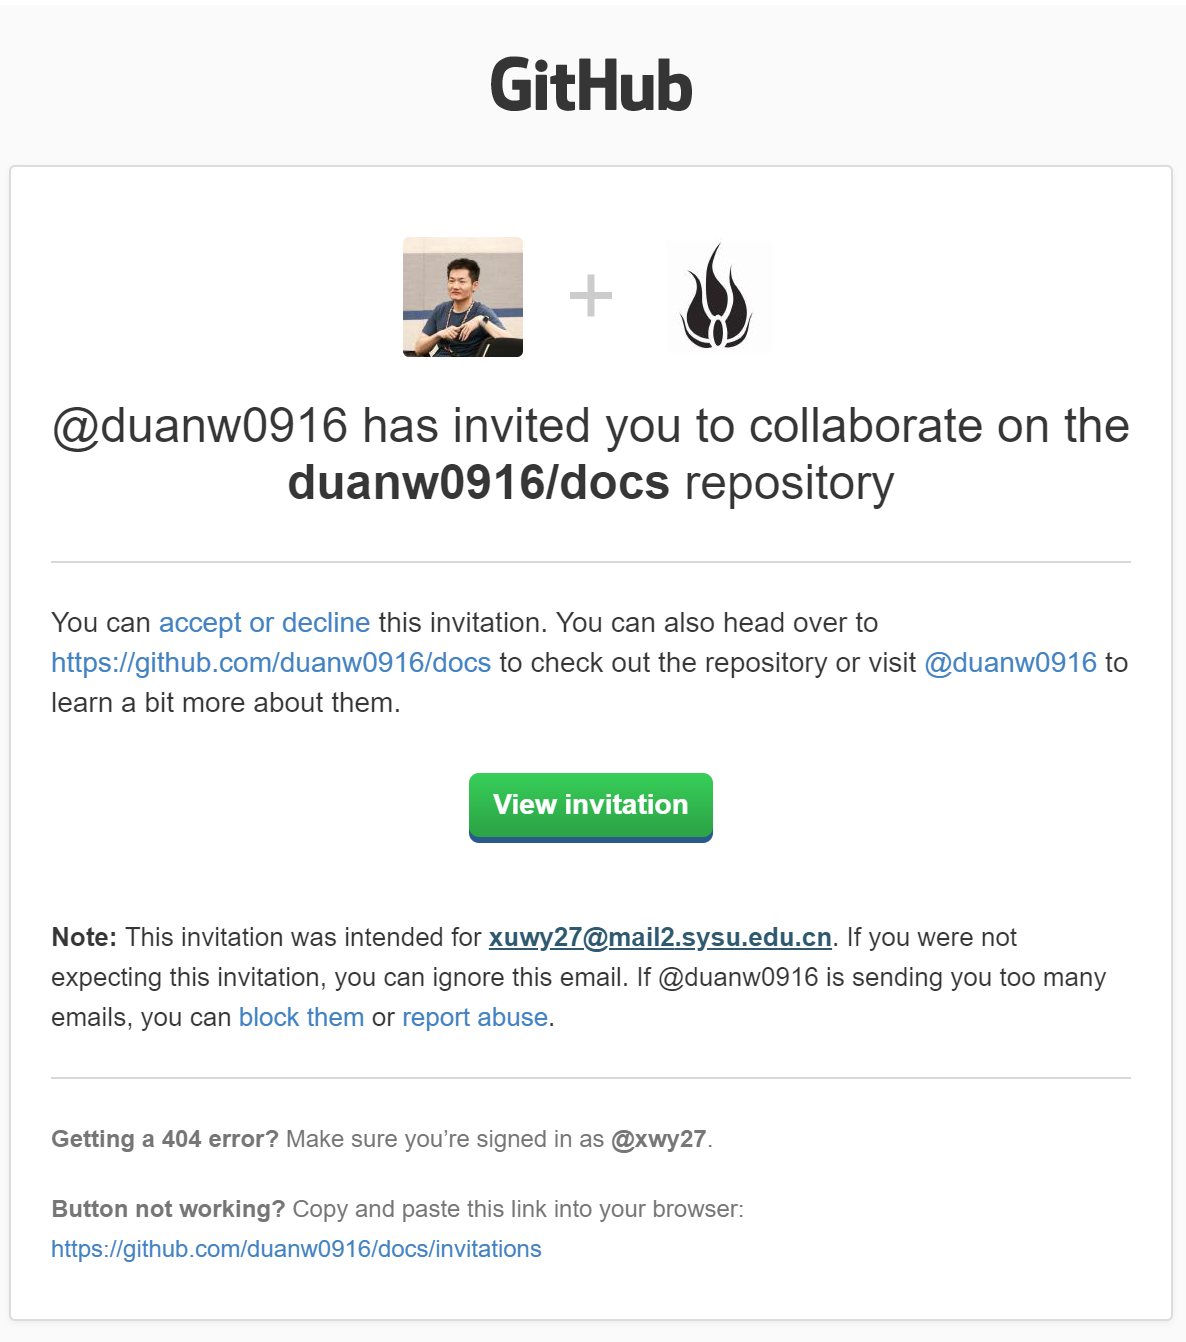 GitHub
@duanw0916 has invited you to collaborate on the
duanw0916/docs repository
You can accept or decline this invitation. You can also head over to
https://github.com/duanw0916/docs to check out the repository or visit @duanw0916 to
learn a bit more about them.
View invitation
Note: This invitation was intended for xuwy27@mail2.sysu.edu.cn. If you were not
expecting this invitation, you can ignore this email. If @duanw0916 is sending you too many
emails, you can block them or report abuse.
Getting a 404 error? Make sure you’re signed in as @xwy27.
Button not working? Copy and paste this link into your browser:
https://github.com/duanw0916/docs/invitations